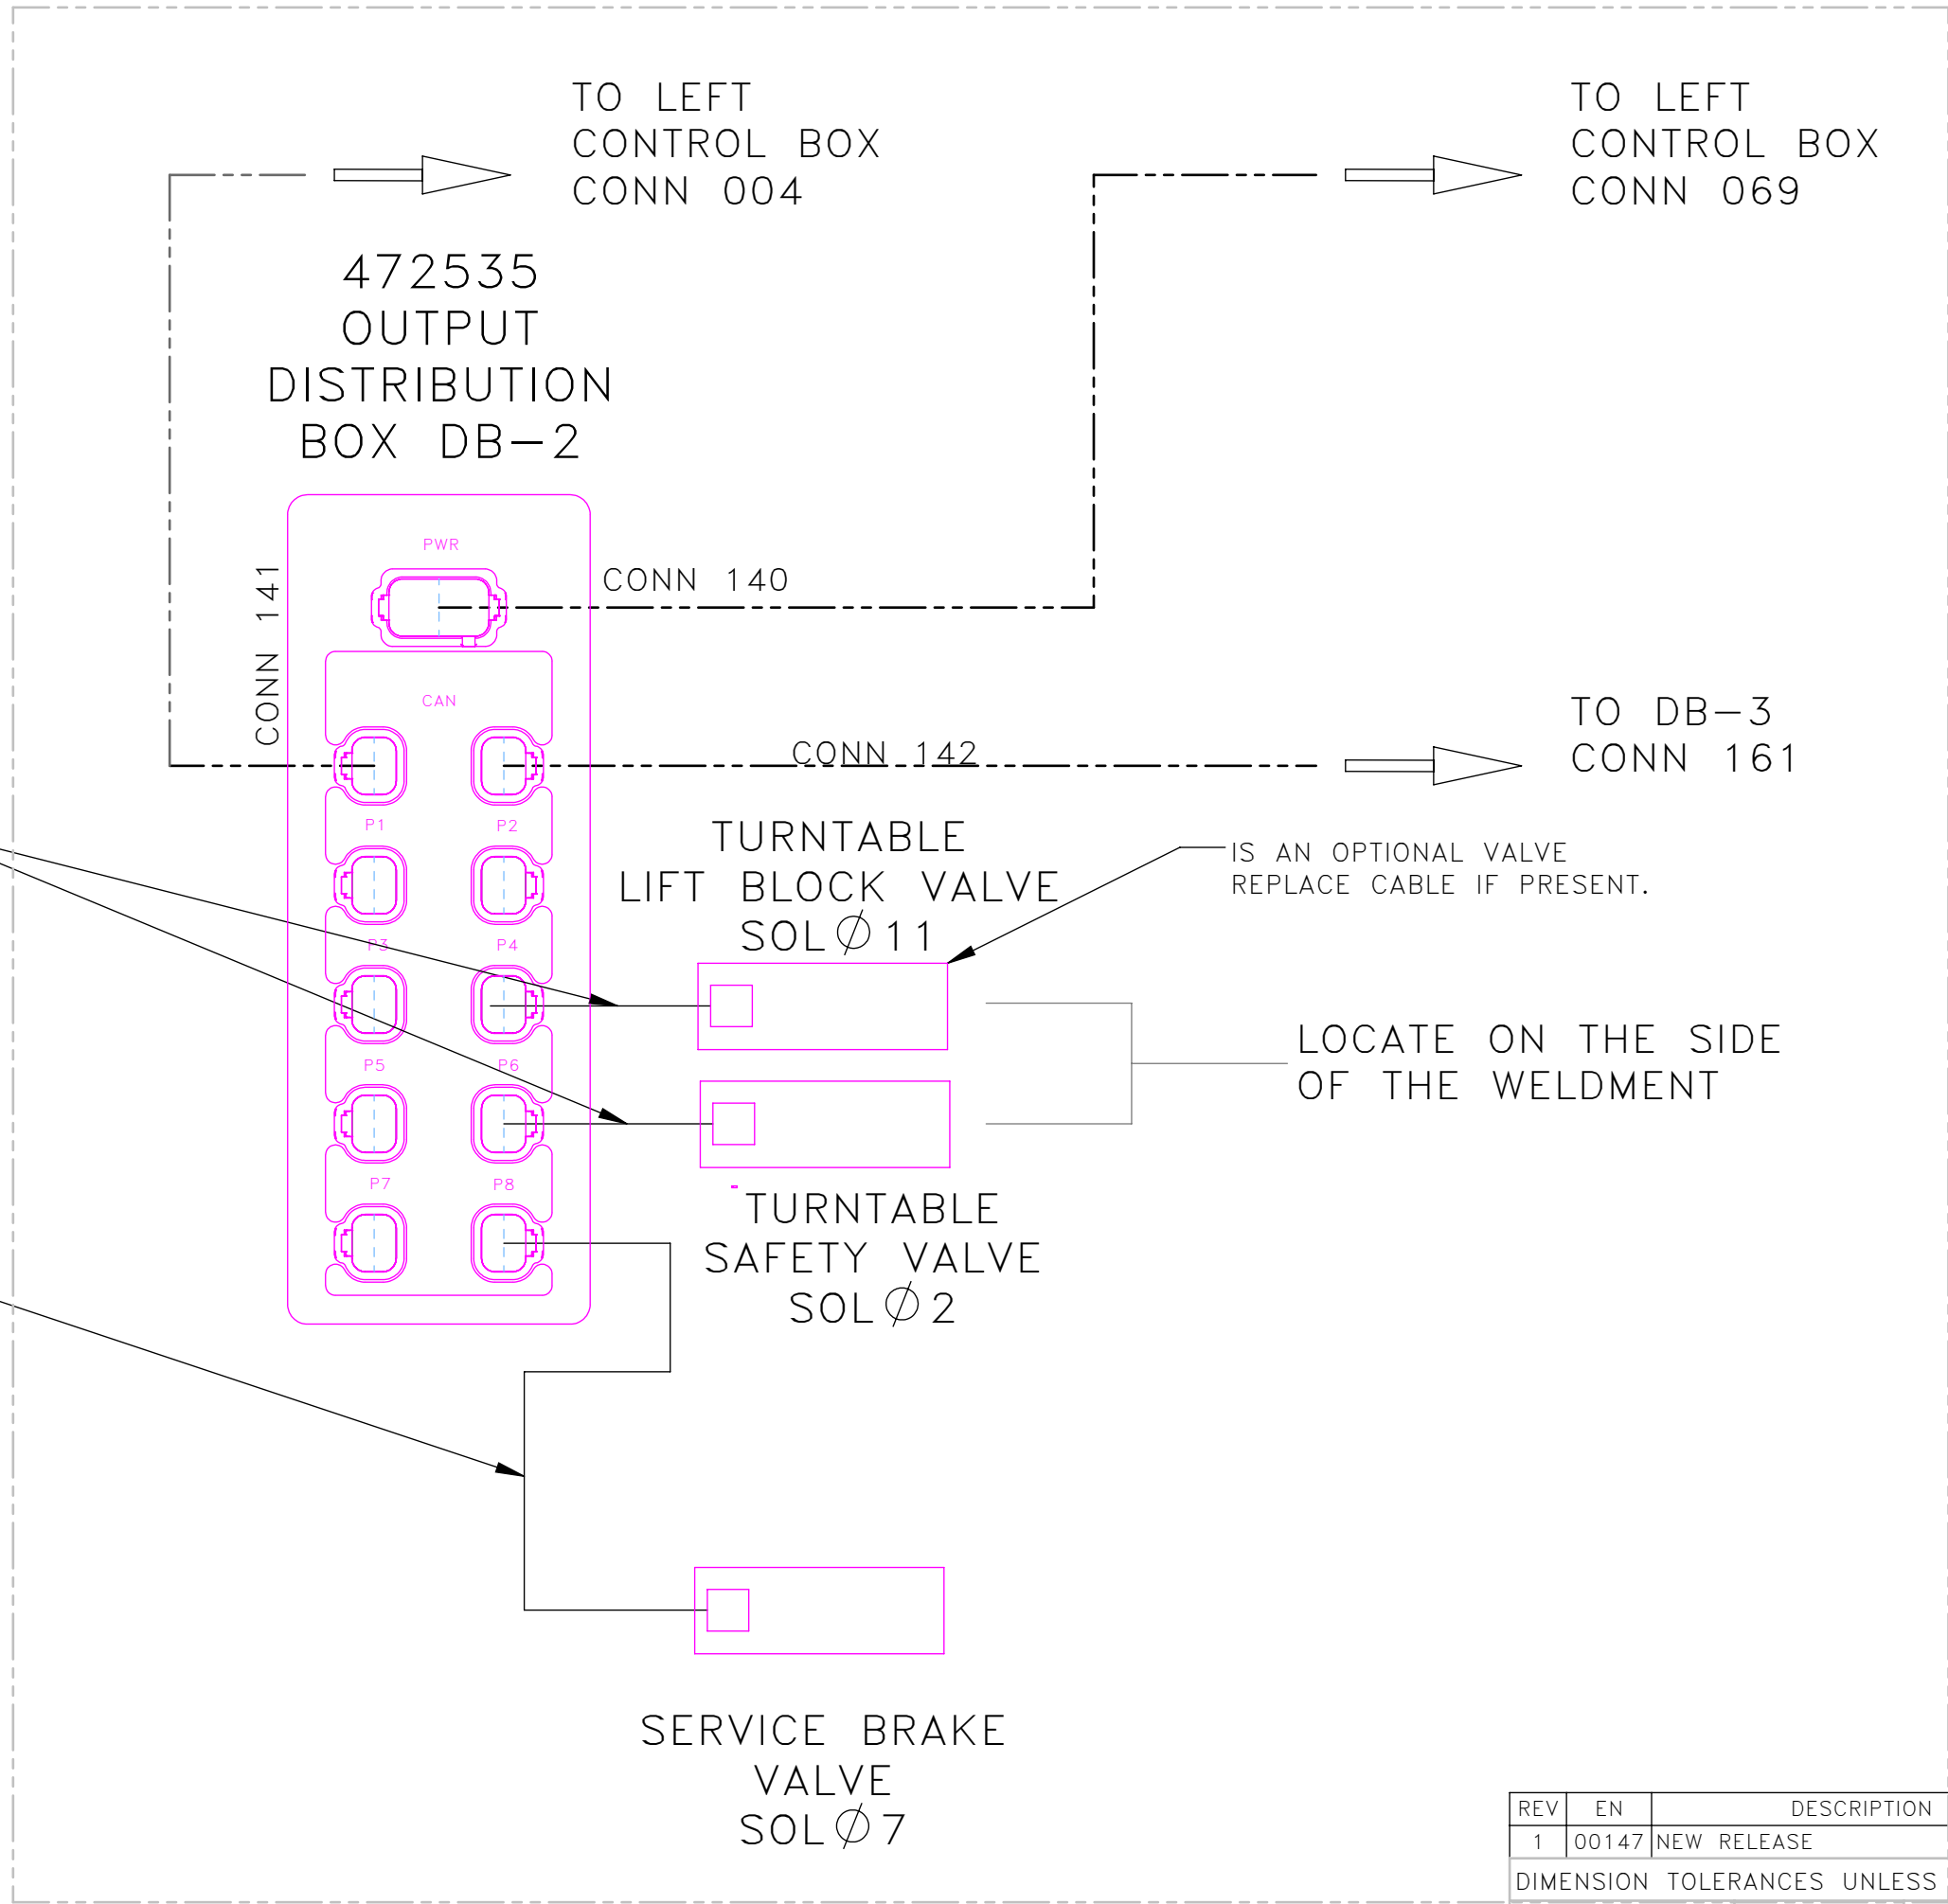 TO LEFT
CONTROL BOX
CONN 004
TO LEFT
CONTROL BOX
CONN 069
472535
OUTPUT
DISTRIBUTION
BOX DB-2
PWR
CONN 141
CONN 140
CAN
CONN 142
TO DB-3
CONN 161
P1 P2
TURNTABLE
LIFT BLOCK VALVE
SOL∅11
IS AN OPTIONAL VALVE
REPLACE CABLE IF PRESENT.
P3 P4
LOCATE ON THE SIDE
OF THE WELDMENT
P5 P6
P7 P8
TURNTABLE
SAFETY VALVE
SOL∅2
SERVICE BRAKE
VALVE
SOL∅7
REV EN DESCRIPTION
1 00147 NEW RELEASE
DIMENSION TOLERANCES UNLESS